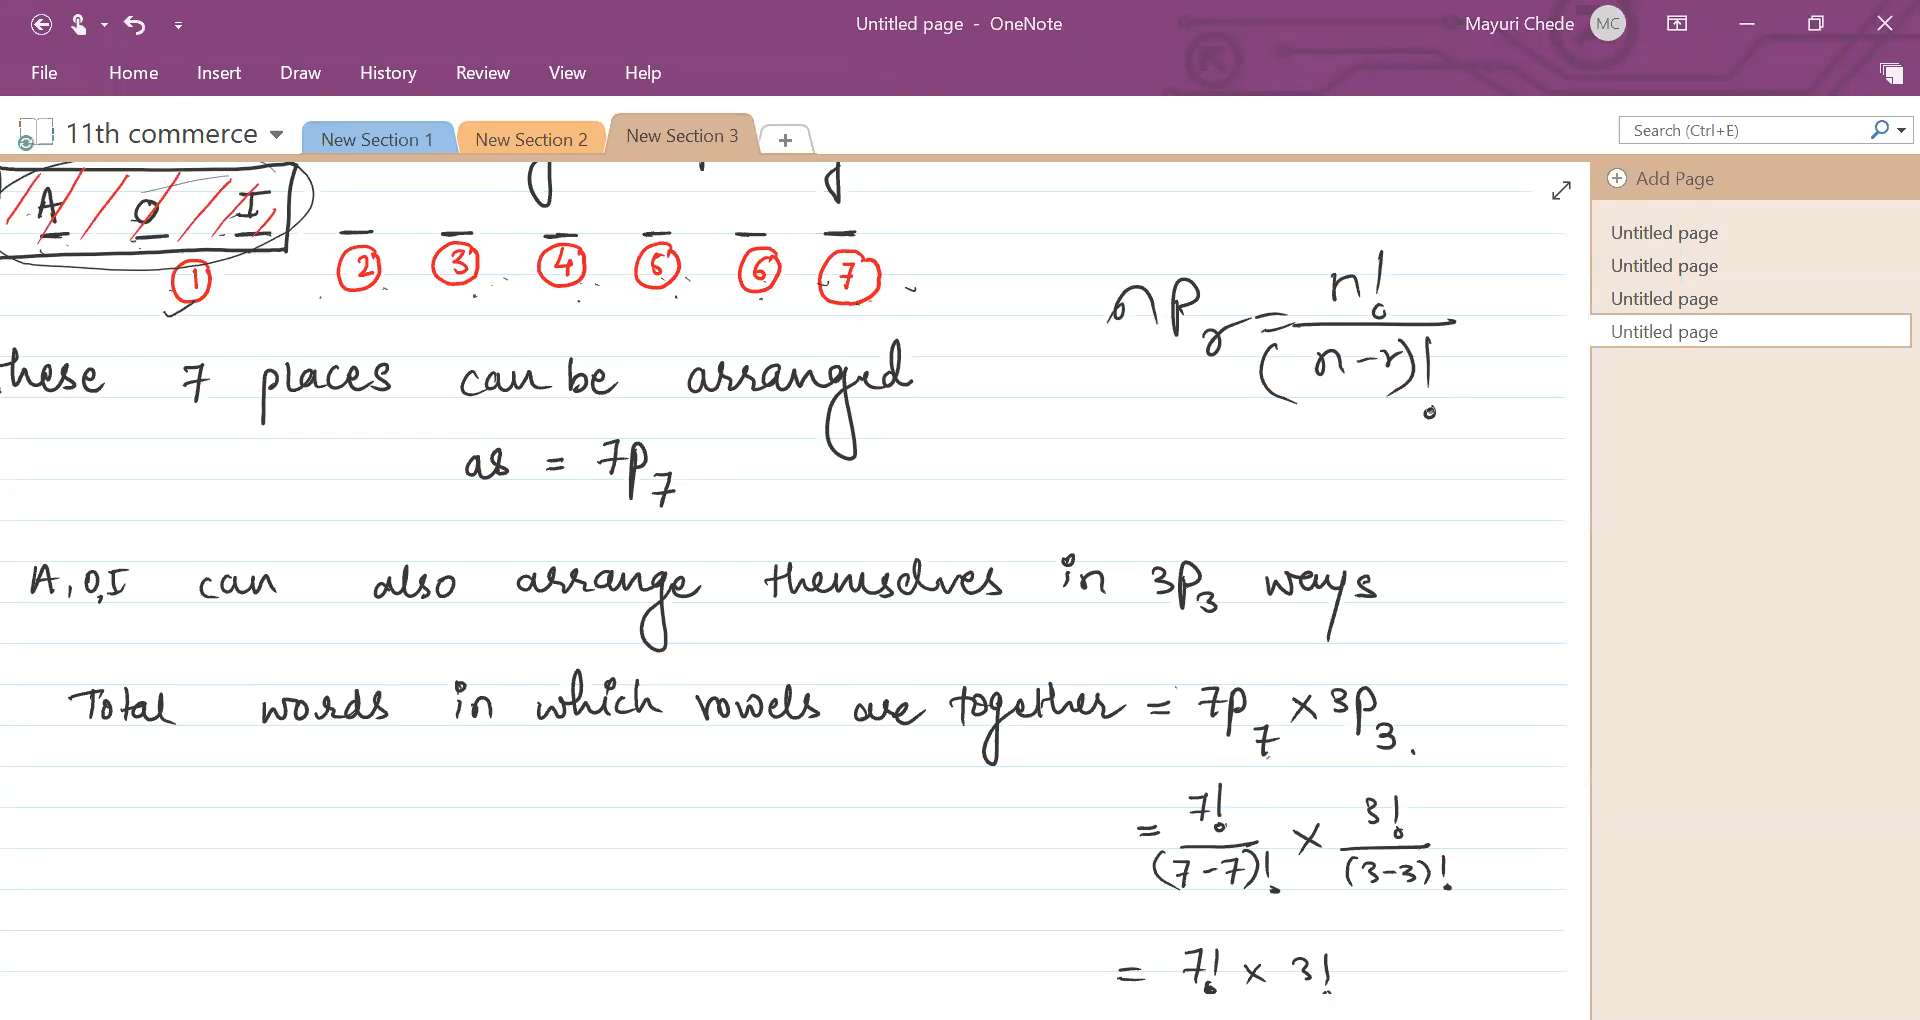 Untitled page - OneNote
Mayuri Chede MC
File Home Insert Draw History Review View Help
11th commerce New Section 1 New Section 2 New Section 3 +
Search (Ctrl+E)
Add Page
Untitled page
Untitled page
Untitled page
Untitled page
A O I
① ② ③ ④ ⑤ ⑥ ⑦
nPr = n! / (n-r)!
these 7 places can be arranged
as = 7P7
A, O, I can also arrange themselves in 3P3 ways
Total words in which vowels are together = 7P7 × 3P3.
= 7! / (7-7)! × 3! / (3-3)!
= 7! × 3!